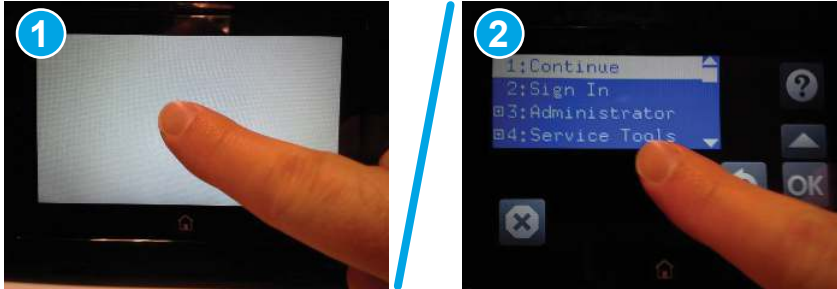 1
2
1:Continue
2:Sign In
3:Administrator
4:Service Tools
?
OK